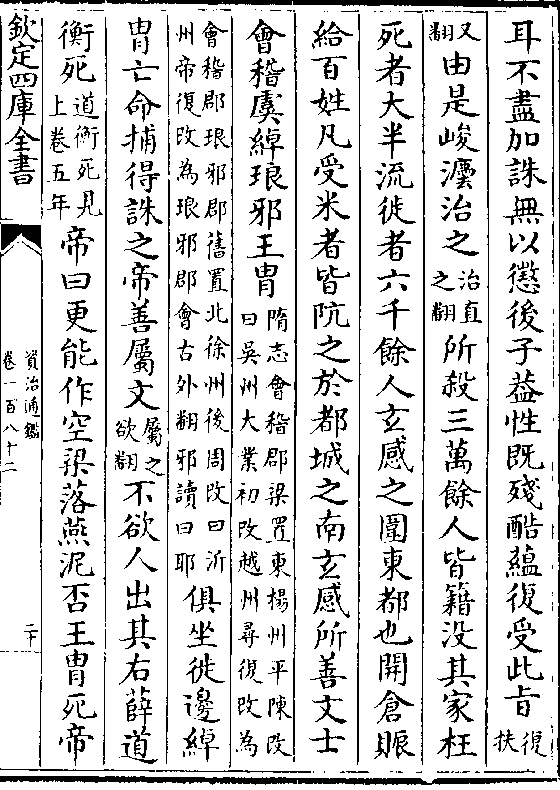 耳不盡加誅無以懲後子葢性既殘酷蘊復受此㫖復扶
又翻由是峻灋治之治直之翻所殺三萬餘人皆籍没其家枉
死者大半流徙者六千餘人玄感之圍東都也開倉賑
給百姓凡受米者皆阬之於都城之南玄感所善文士
會稽虞綽琅邪王胄隋志會稽郡梁置東楊州平陳改曰吳州大業初改越州尋復改為
會稽郡琅邪郡舊置北徐州後周改曰沂州帝復改為琅邪郡會古外翻邪讀曰耶俱坐徙邊綽
胄亡命捕得誅之帝善屬文屬之欲翻不欲人出其右薛道
衡死道衡死見上卷五年帝曰更能作空梁落燕泥否王胄死帝
欽定四庫全書
資治通鑑
卷一百八十二
二十